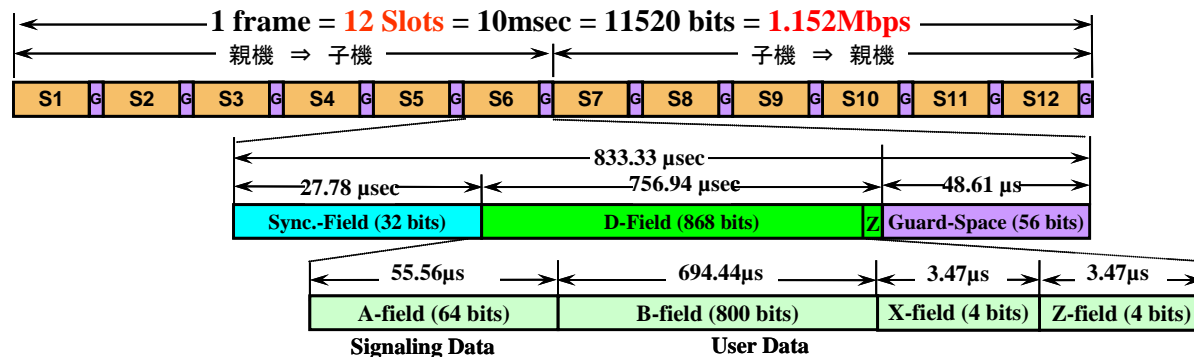 1 frame = 12 Slots = 10msec = 11520 bits = 1.152Mbps
親機 ⇒ 子機
子機 ⇒ 親機
S1 G S2 G S3 G S4 G S5 G S6 G S7 G S8 G S9 G S10 G S11 G S12 G
833.33 μsec
27.78 μsec 756.94 μsec 48.61 μs
Sync.-Field (32 bits) D-Field (868 bits) Z Guard-Space (56 bits)
55.56μs 694.44μs 3.47μs 3.47μs
A-field (64 bits) B-field (800 bits) X-field (4 bits) Z-field (4 bits)
Signaling Data User Data